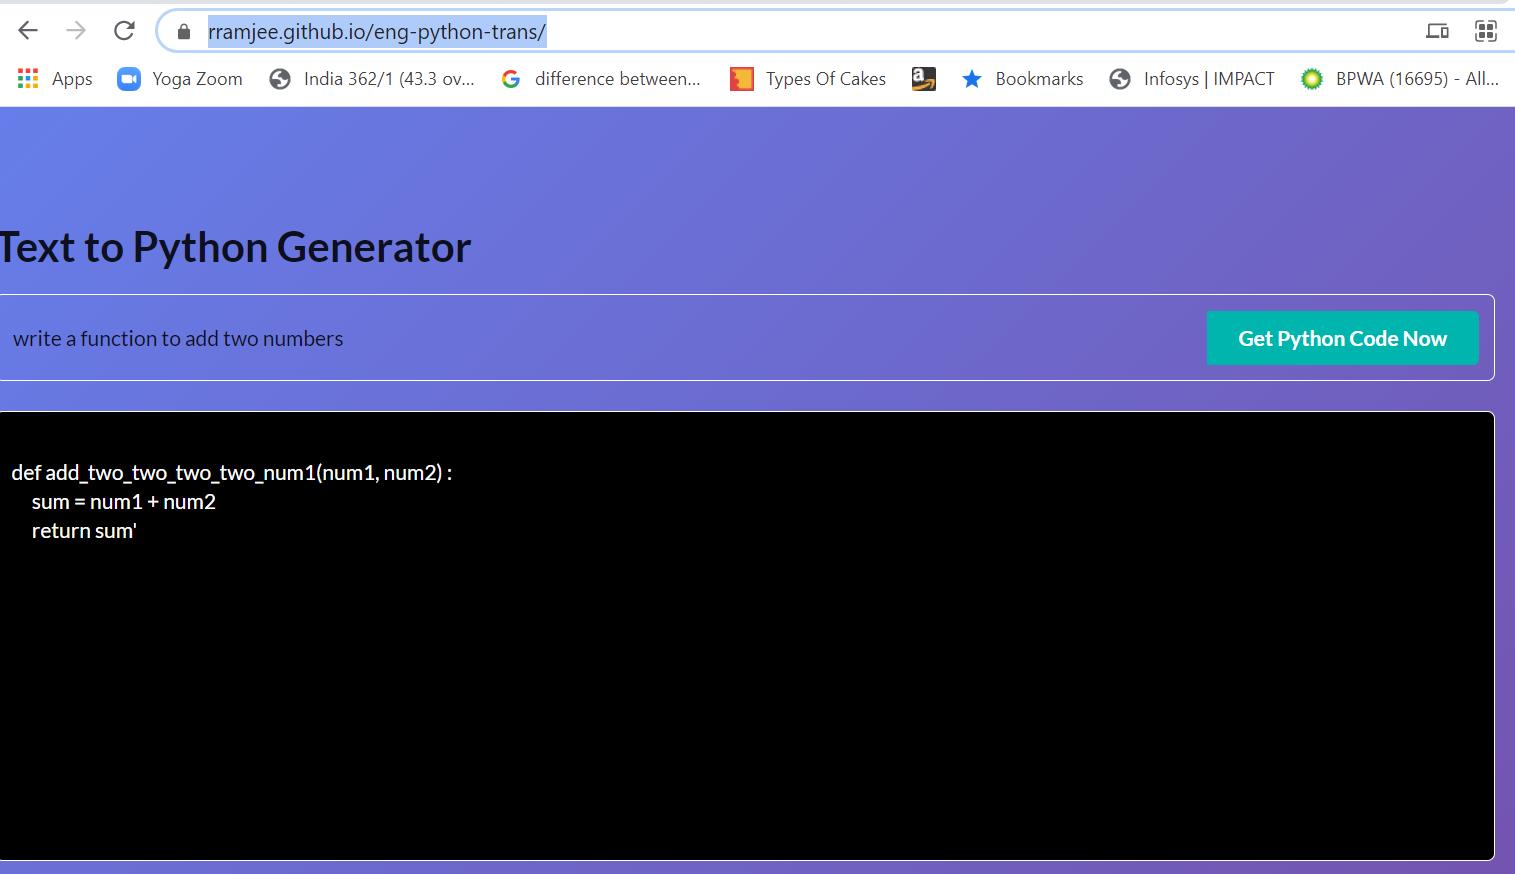 rramjee.github.io/eng-python-trans/
Apps Yoga Zoom India 362/1 (43.3 ov... difference between... Types Of Cakes Bookmarks Infosys | IMPACT BPWA (16695) - All...
Text to Python Generator
write a function to add two numbers Get Python Code Now
def add_two_two_two_two_num1(num1, num2) :
sum = num1 + num2
return sum'